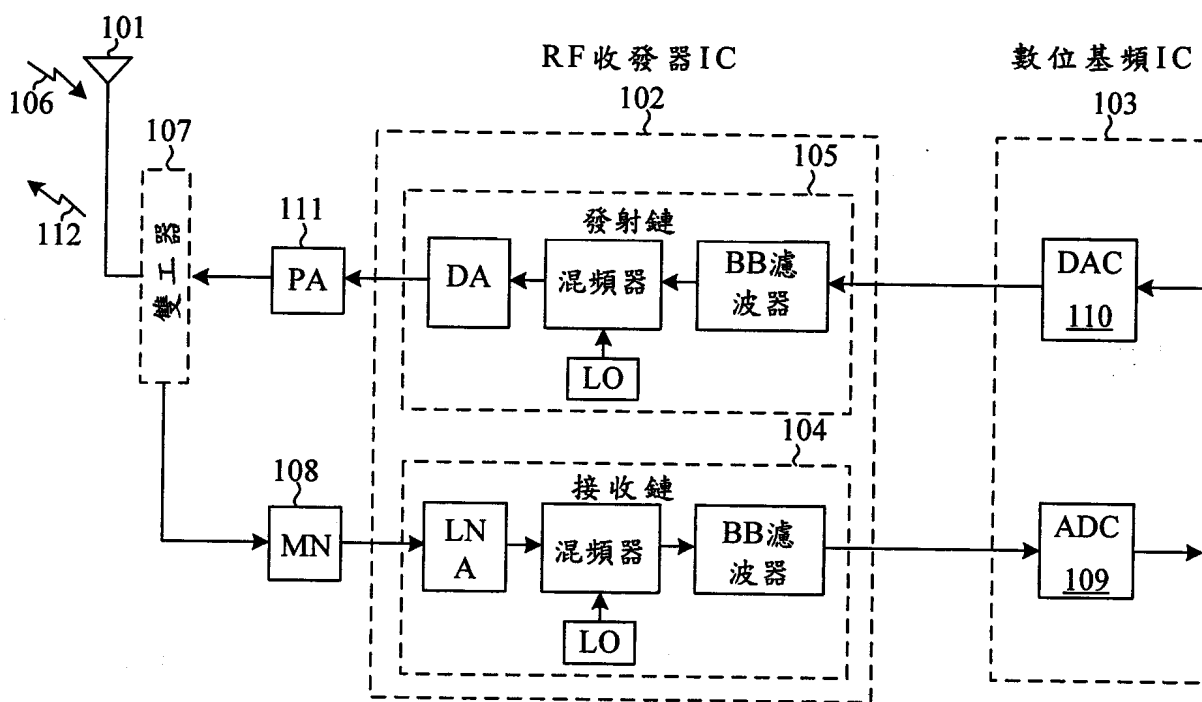 101
RF收發器IC
數位基頻IC
106
107
102
103
105
112
111
發射鏈
雙工器
PA
DA
混頻器
BB濾
波器
DAC
110
LO
104
108
接收鏈
MN
LN
A
混頻器
BB濾
波器
ADC
109
LO